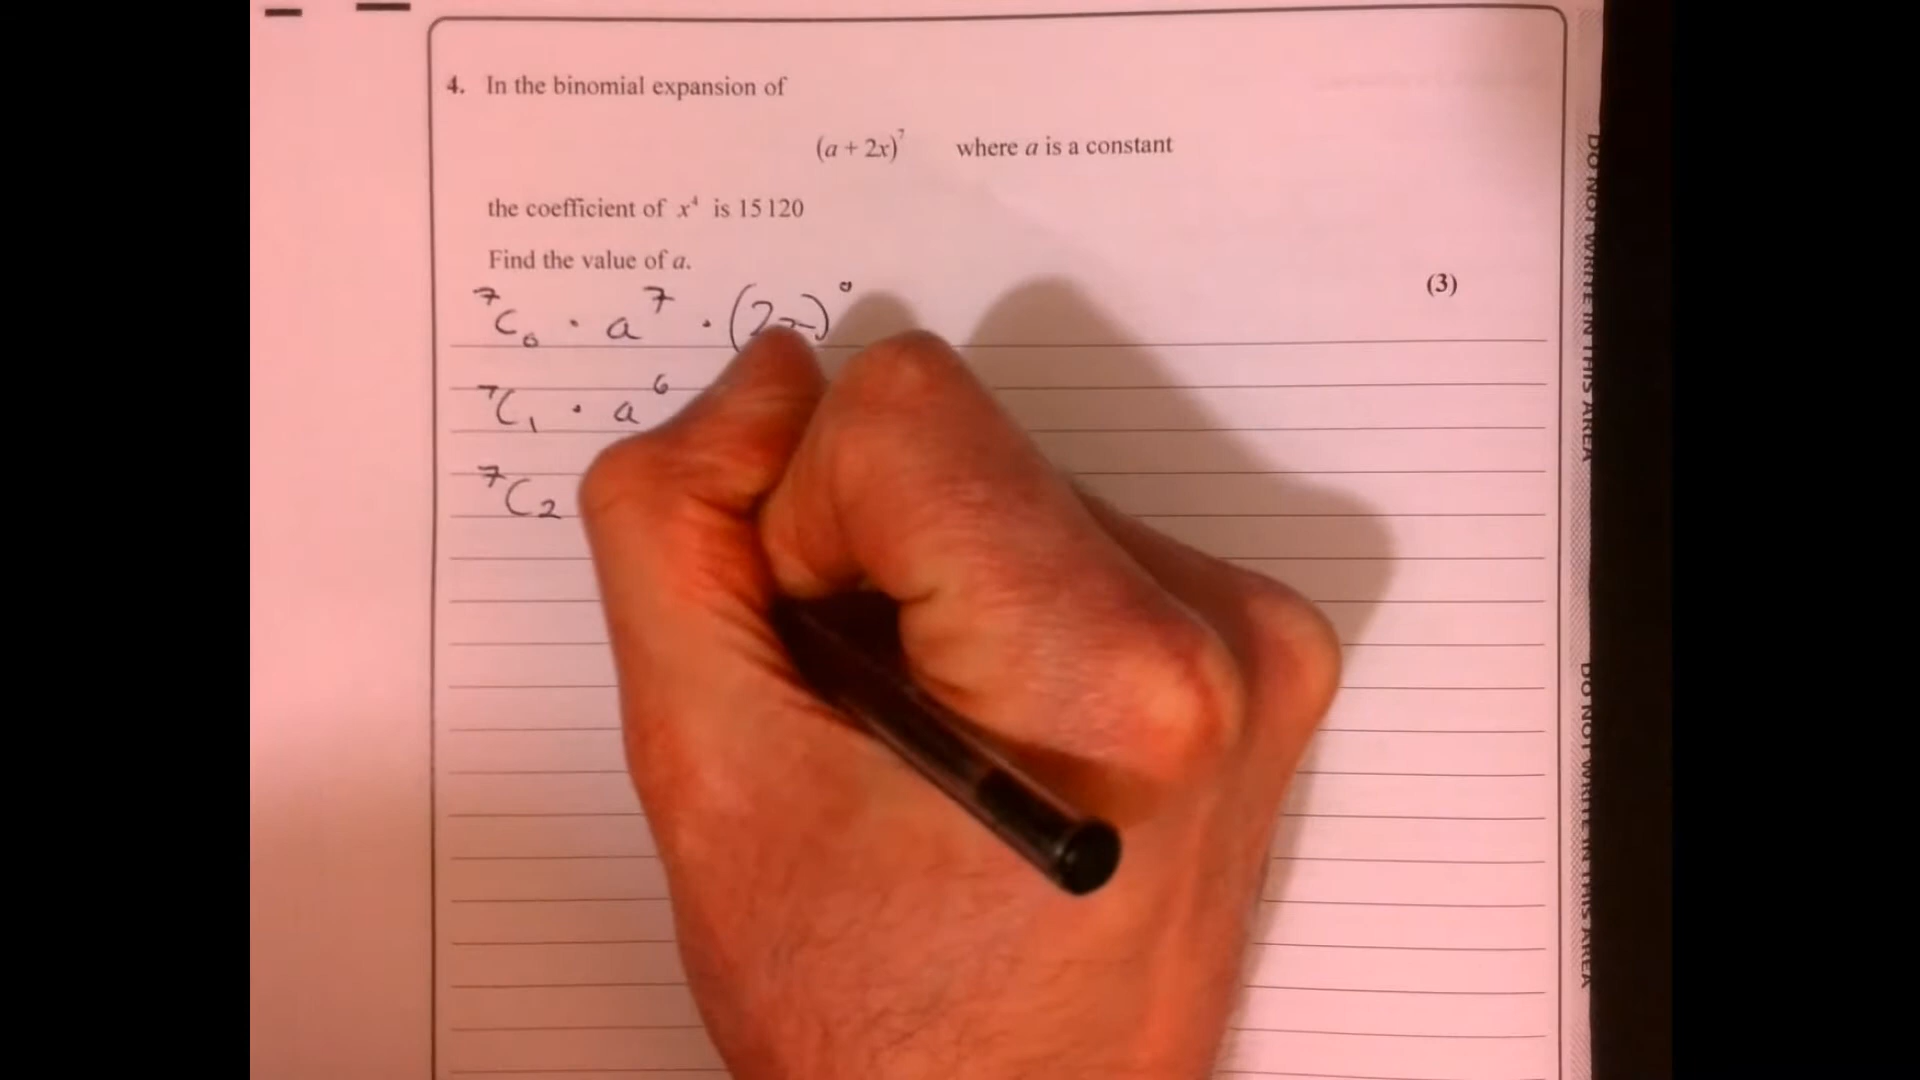 4. In the binomial expansion of
(a + 2x)⁷ where a is a constant
the coefficient of x⁴ is 15120
Find the value of a.
(3)
⁷C₀ · a⁷ · (2x)⁰
⁷C₁ · a⁶
⁷C₂
DO NOT WRITE IN THIS AREA
DO NOT WRITE IN THIS AREA